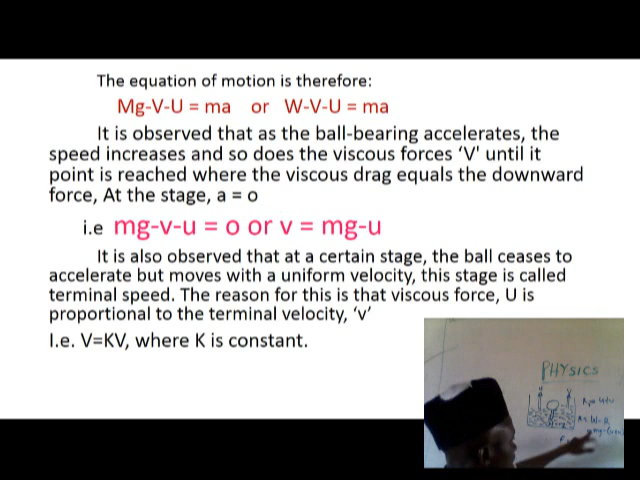 The equation of motion is therefore:
Mg-V-U = ma or W-V-U = ma
It is observed that as the ball-bearing accelerates, the
speed increases and so does the viscous forces ‘V' until it
point is reached where the viscous drag equals the downward
force, At the stage, a = o
i.e mg-v-u = o or v = mg-u
It is also observed that at a certain stage, the ball ceases to
accelerate but moves with a uniform velocity, this stage is called
terminal speed. The reason for this is that viscous force, U is
proportional to the terminal velocity, ‘v’
I.e. V=KV, where K is constant.
PHYSICS